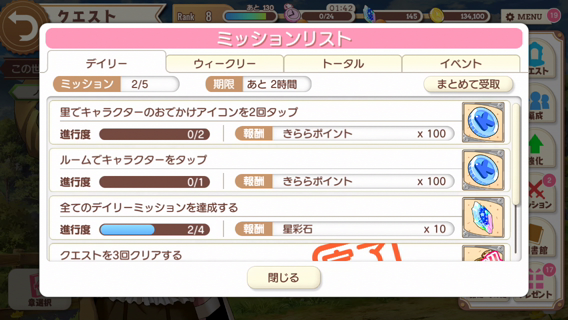 クエスト
Rank 8
あと 130
01:42
0/24
134,100
MENU
19
ミッションリスト
デイリー
ウィークリー
トータル
イベント
ミッション 2/5
期限 あと 2時間
まとめて受取
里でキャラクターのおでかけアイコンを2回タップ
進行度 0/2 報酬 きららポイント x 100
ルームでキャラクターをタップ
進行度 0/1 報酬 きららポイント x 100
全てのデイリーミッションを達成する
進行度 2/4 報酬 星彩石 x 10
クエストを3回クリアする
閉じる
章選択
2
17